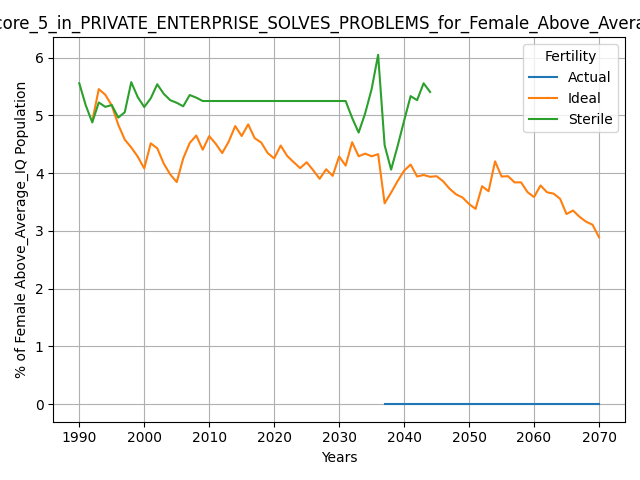 core_5_in_PRIVATE_ENTERPRISE_SOLVES_PROBLEMS_for_Female_Above_Avera
% of Female Above_Average_IQ Population
6
5
4
3
2
1
0
Fertility
Actual
Ideal
Sterile
1990 2000 2010 2020 2030 2040 2050 2060 2070
Years